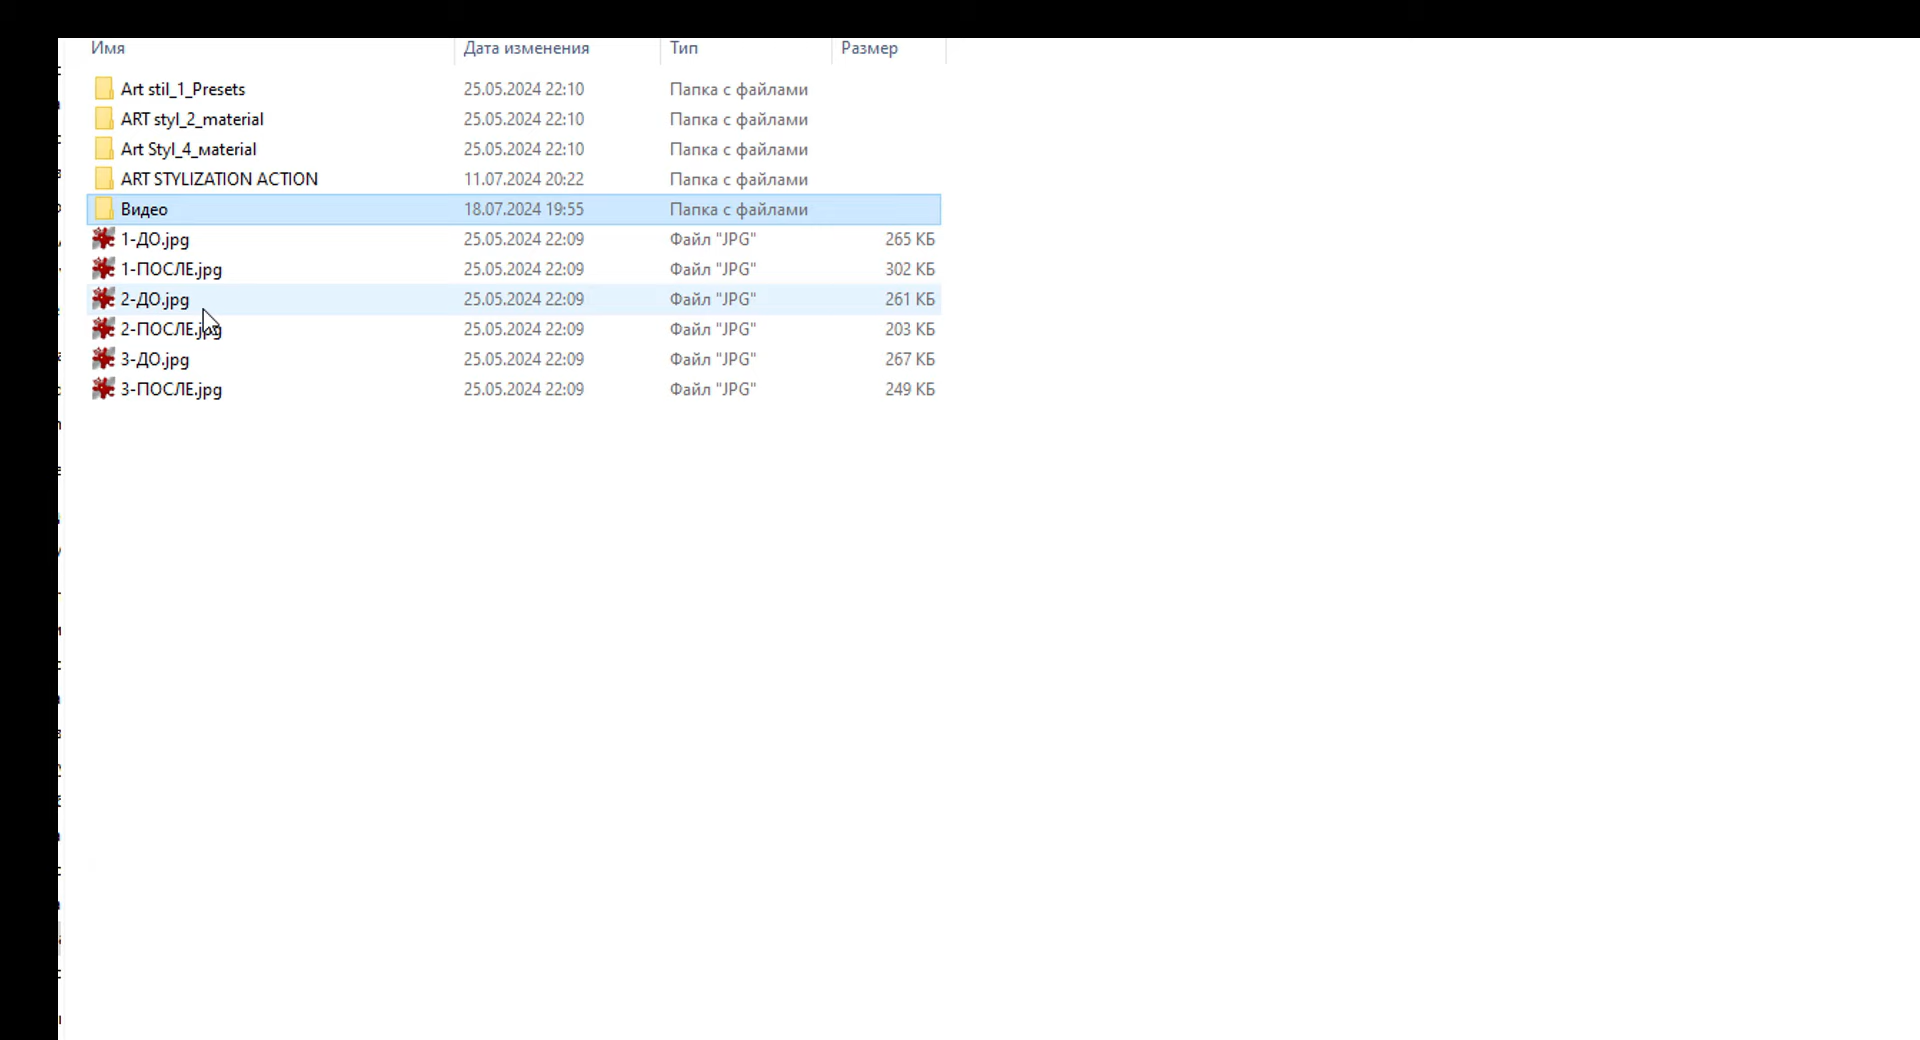 Имя Дата изменения Тип Размер
Art stil_1_Presets 25.05.2024 22:10 Папка с файлами
ART styl_2_material 25.05.2024 22:10 Папка с файлами
Art Styl_4_мaterial 25.05.2024 22:10 Папка с файлами
ART STYLIZATION ACTION 11.07.2024 20:22 Папка с файлами
Видео 18.07.2024 19:55 Папка с файлами
1-ДО.jpg 25.05.2024 22:09 Файл "JPG" 265 КБ
1-ПОСЛЕ.jpg 25.05.2024 22:09 Файл "JPG" 302 КБ
2-ДО.jpg 25.05.2024 22:09 Файл "JPG" 261 КБ
2-ПОСЛЕ.jpg 25.05.2024 22:09 Файл "JPG" 203 КБ
3-ДО.jpg 25.05.2024 22:09 Файл "JPG" 267 КБ
3-ПОСЛЕ.jpg 25.05.2024 22:09 Файл "JPG" 249 КБ